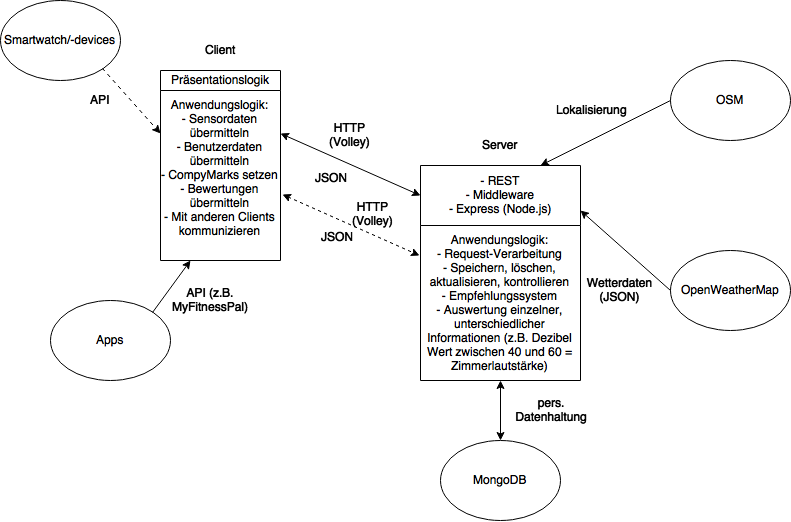 Smartwatch/-devices
API
Client
Präsentationslogik
Anwendungslogik:
- Sensordaten
übermitteln
- Benutzerdaten
übermitteln
- CompyMarks setzen
- Bewertungen
übermitteln
- Mit anderen Clients
kommunizieren
API (z.B.
MyFitnessPal)
Apps
HTTP
(Volley)
JSON
HTTP
(Volley)
JSON
Server
- REST
- Middleware
- Express (Node.js)
Anwendungslogik:
- Request-Verarbeitung
- Speichern, löschen,
aktualisieren, kontrollieren
- Empfehlungssystem
- Auswertung einzelner,
unterschiedlicher
Informationen (z.B. Dezibel
Wert zwischen 40 und 60 =
Zimmerlautstärke)
Lokalisierung
OSM
Wetterdaten
(JSON)
OpenWeatherMap
pers.
Datenhaltung
MongoDB